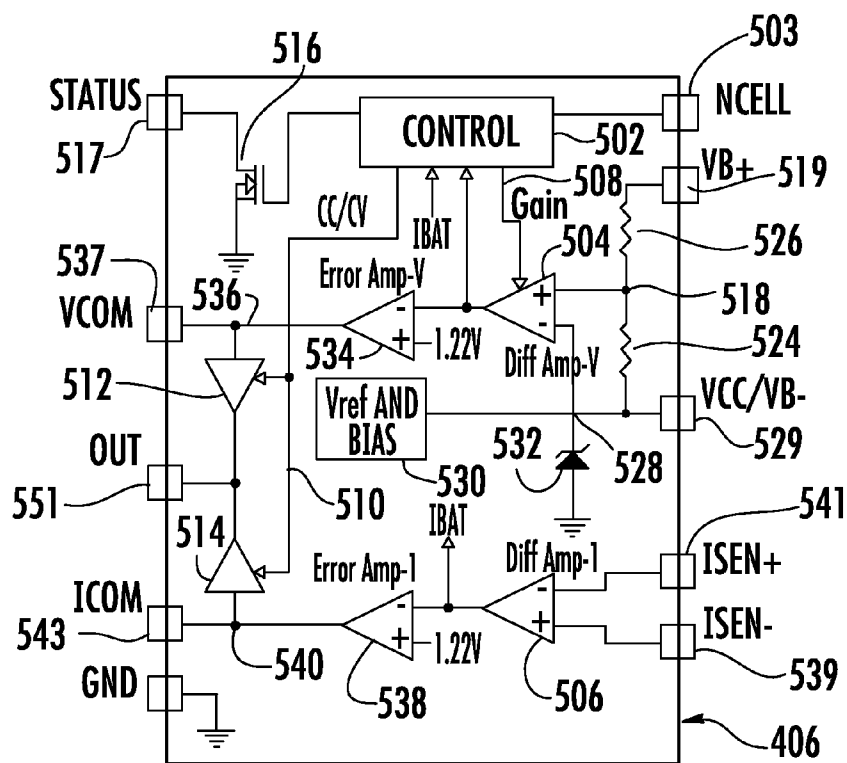 516
503
STATUS
CONTROL
NCELL
517
502
VB+
508
519
CC/CV
Gain
IBAT
504
526
537
Error Amp-V
536
+
518
-
VCOM
-
+
524
534
1.22V
Diff Amp-V
512
Vref AND
BIAS
VCC/VB-
532
OUT
528
529
530
551
510
IBAT
541
514
Error Amp-1
Diff Amp-1
ISEN+
ICOM
-
-
ISEN-
543
+
+
1.22V
540
539
GND
538
506
406